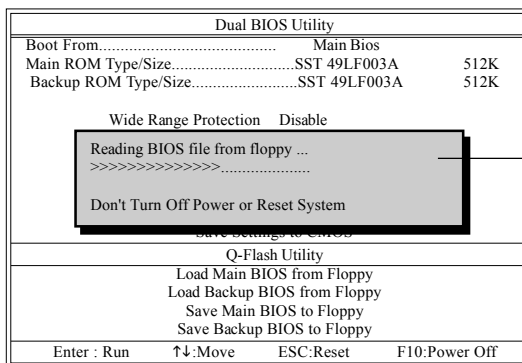 Dual BIOS Utility
Boot From.......................................... Main Bios
Main ROM Type/Size............................SST 49LF003A 512K
Backup ROM Type/Size.........................SST 49LF003A 512K
Wide Range Protection Disable
Reading BIOS file from floppy ...
>>>>>>>>>>>>>>.....................
Don't Turn Off Power or Reset System
Save Settings to CMOS
Q-Flash Utility
Load Main BIOS from Floppy
Load Backup BIOS from Floppy
Save Main BIOS to Floppy
Save Backup BIOS to Floppy
Enter : Run ↑↓:Move ESC:Reset F10:Power Off